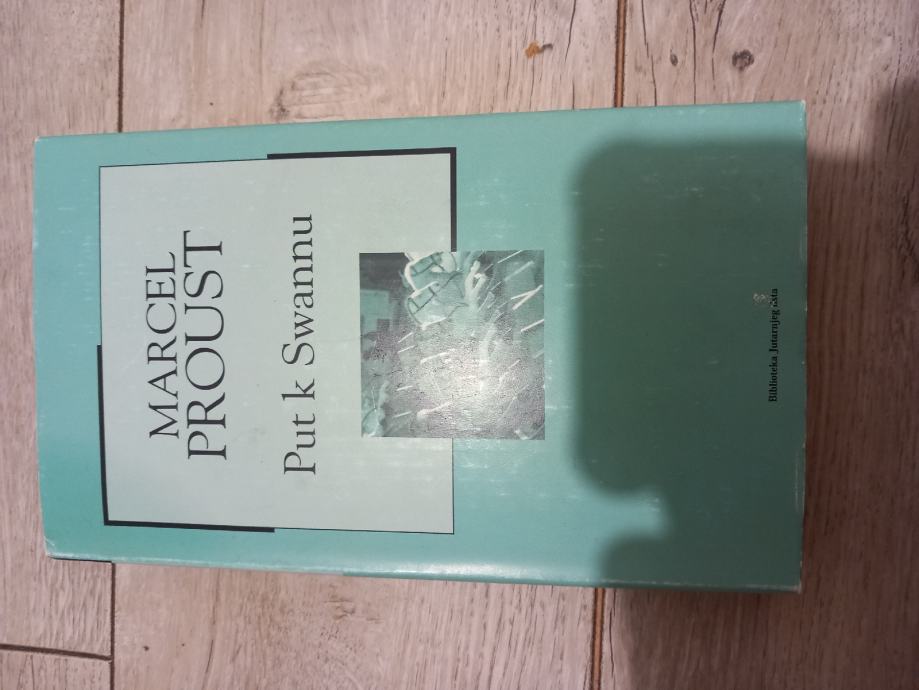 MARCEL
PROUST
Put k Swannu
Biblioteka Jutarnjeg lista